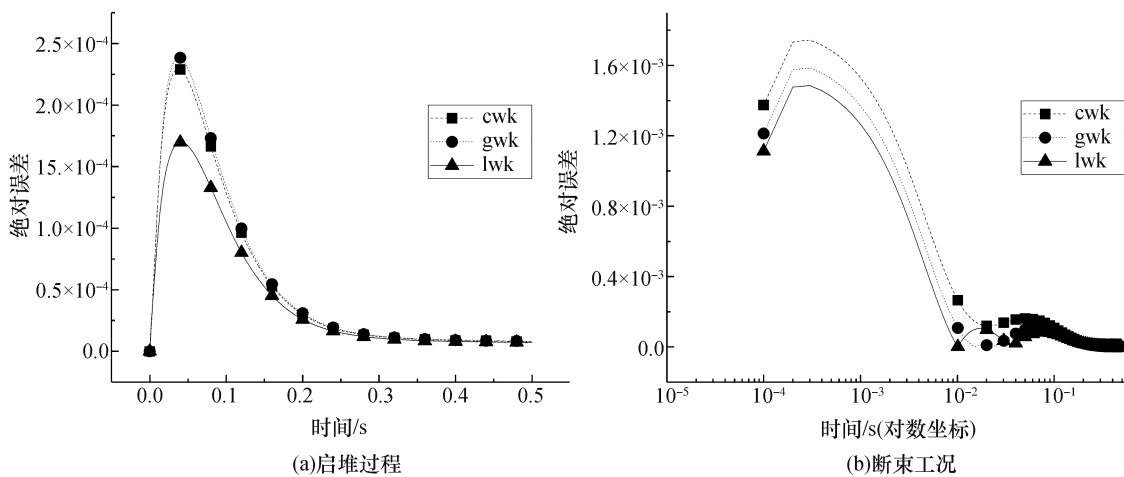 2.5×10⁻⁴
2.0×10⁻⁴
1.5×10⁻⁴
1.0×10⁻⁴
0.5×10⁻⁴
0.0
绝对误差
cwk
gwk
lwk
0.0 0.1 0.2 0.3 0.4 0.5
时间/s
(a)启堆过程
1.6×10⁻³
1.2×10⁻³
0.8×10⁻³
0.4×10⁻³
0.0
绝对误差
cwk
gwk
lwk
10⁻⁵ 10⁻⁴ 10⁻³ 10⁻² 10⁻¹
时间/s(对数坐标)
(b)断束工况